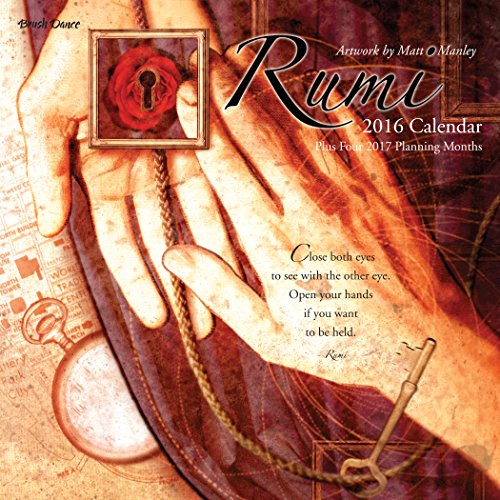 Brush Dance
Artwork by Matt Manley
Rumi
2016 Calendar
Plus Four 2017 Planning Months
Close both eyes
to see with the other eye.
Open your hands
if you want
to be held.
-Rumi